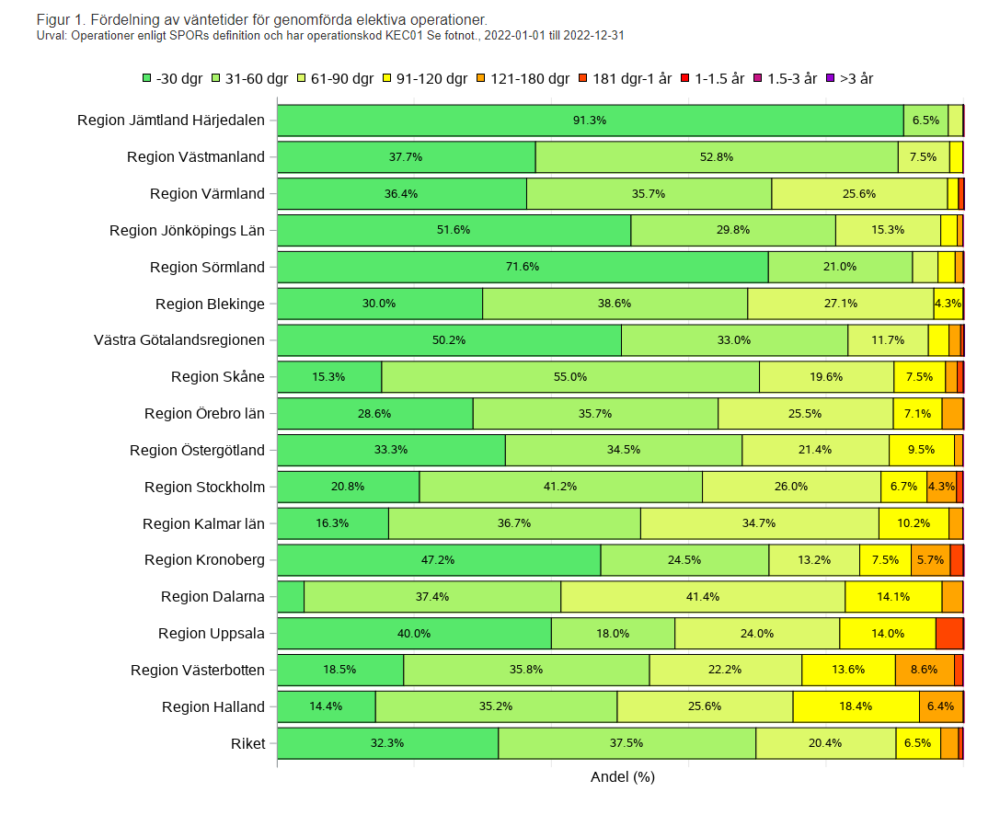 Figur 1. Fördelning av väntetider för genomförda elektiva operationer.
Urval: Operationer enligt SPORs definition och har operationskod KEC01 Se fotnot., 2022-01-01 till 2022-12-31
-30 dgr 31-60 dgr 61-90 dgr 91-120 dgr 121-180 dgr 181 dgr-1 år 1-1.5 år 1.5-3 år >3 år
Region Jämtland Härjedalen 91.3% 6.5%
Region Västmanland 37.7% 52.8% 7.5%
Region Värmland 36.4% 35.7% 25.6%
Region Jönköpings Län 51.6% 29.8% 15.3%
Region Sörmland 71.6% 21.0%
Region Blekinge 30.0% 38.6% 27.1% 4.3%
Västra Götalandsregionen 50.2% 33.0% 11.7%
Region Skåne 15.3% 55.0% 19.6% 7.5%
Region Örebro län 28.6% 35.7% 25.5% 7.1%
Region Östergötland 33.3% 34.5% 21.4% 9.5%
Region Stockholm 20.8% 41.2% 26.0% 6.7% 4.3%
Region Kalmar län 16.3% 36.7% 34.7% 10.2%
Region Kronoberg 47.2% 24.5% 13.2% 7.5% 5.7%
Region Dalarna 37.4% 41.4% 14.1%
Region Uppsala 40.0% 18.0% 24.0% 14.0%
Region Västerbotten 18.5% 35.8% 22.2% 13.6% 8.6%
Region Halland 14.4% 35.2% 25.6% 18.4% 6.4%
Riket 32.3% 37.5% 20.4% 6.5%
Andel (%)